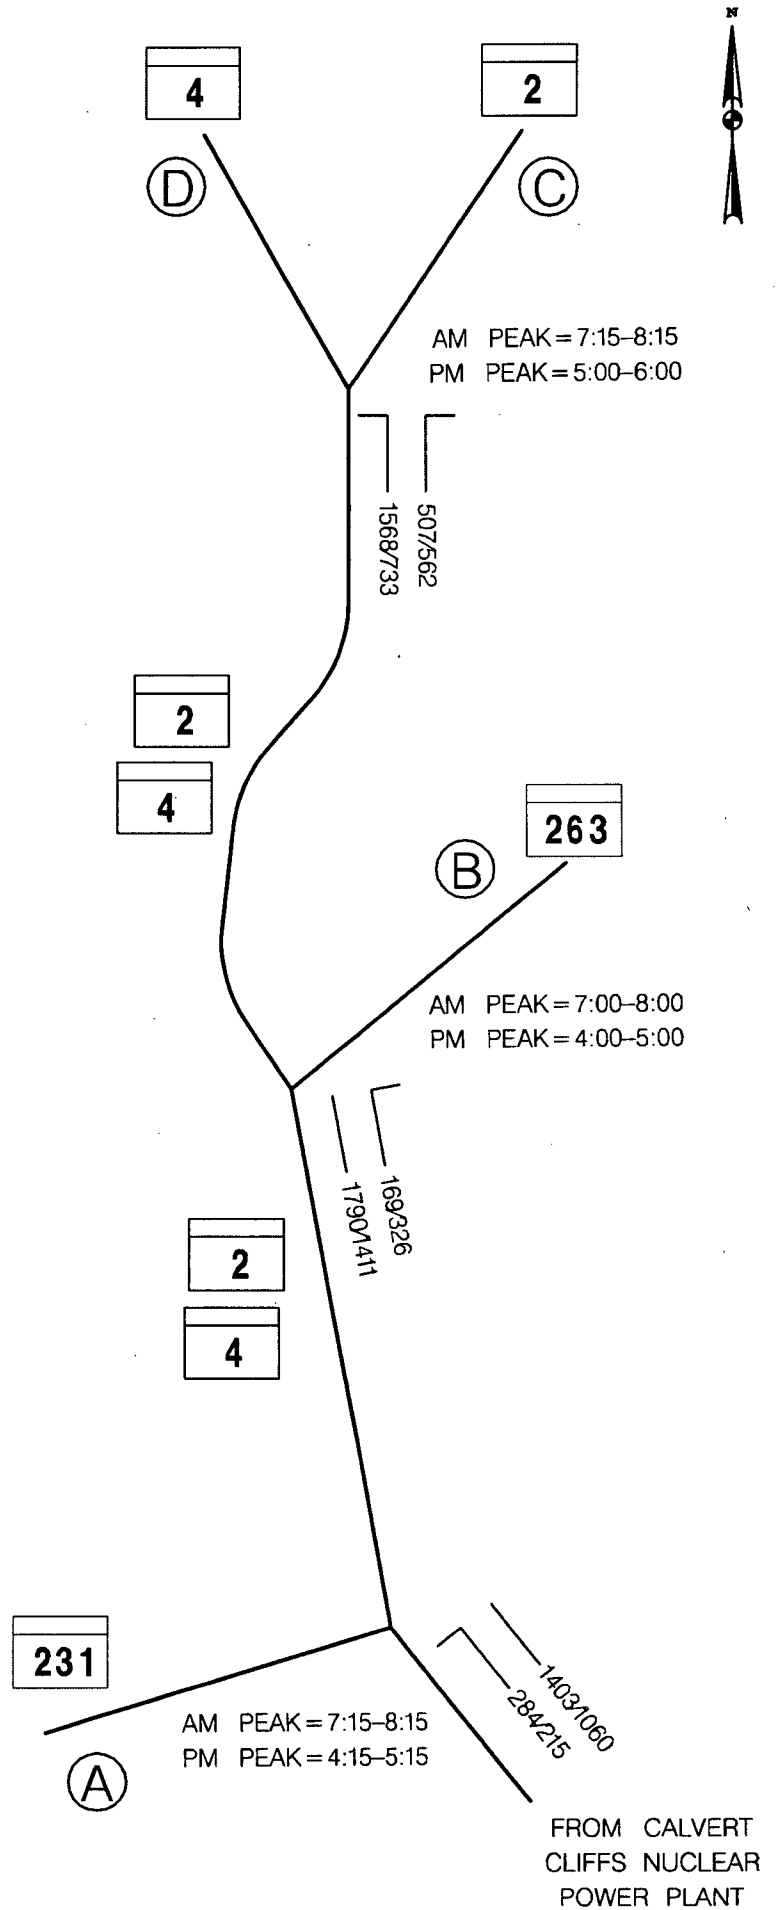 N
4
2
D
C
AM PEAK=7:15–8:15
PM PEAK=5:00–6:00
1568/733
507/562
2
4
263
B
AM PEAK=7:00–8:00
PM PEAK=4:00–5:00
169/326
1790/1411
2
4
231
1403/1060
284/215
AM PEAK=7:15–8:15
PM PEAK=4:15–5:15
A
FROM CALVERT
CLIFFS NUCLEAR
POWER PLANT